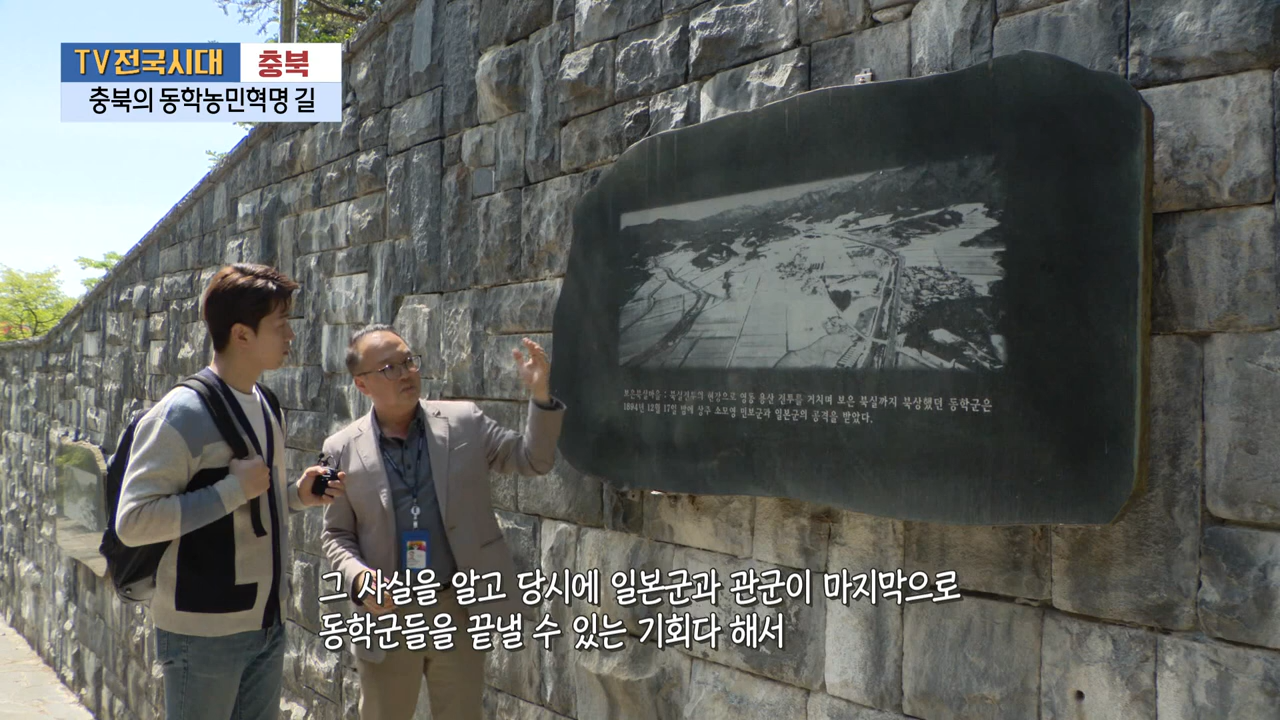 TV전국시대 충북
충북의 동학농민혁명 길
보은북실마을 : 북실전투의 현장으로 영동 용산 전투를 거치며 보은 북실까지 북상했던 동학군은
1894년 12월 17일 밤에 상주 소모영 민보군과 일본군의 공격을 받았다.
그 사실을 알고 당시에 일본군과 관군이 마지막으로
동학군들을 끝낼 수 있는 기회다 해서